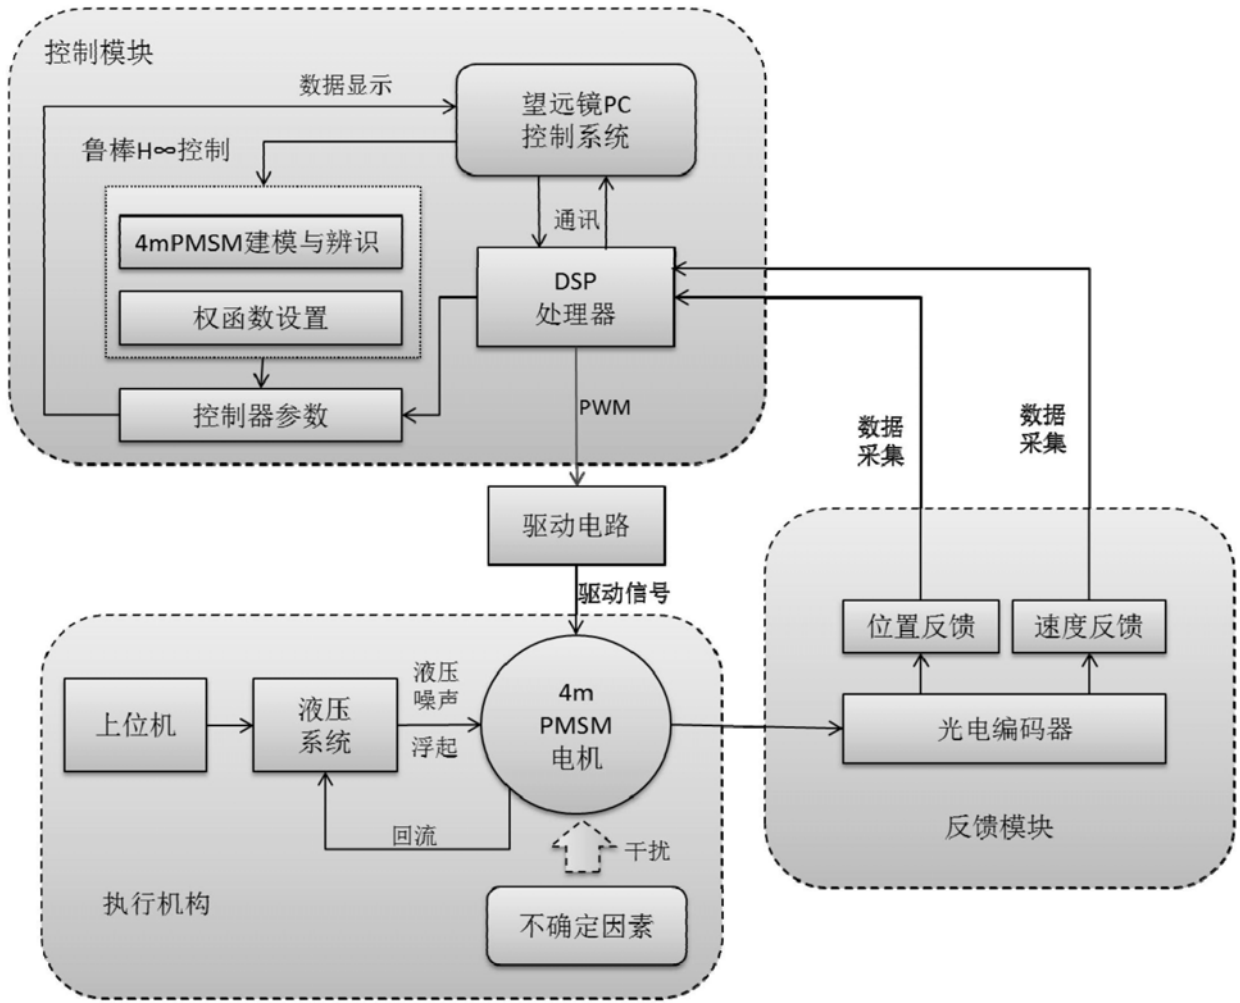 控制模块
数据显示
望远镜PC
控制系统
鲁棒H∞控制
通讯
4mPMSM建模与辨识
DSP
处理器
权函数设置
控制器参数
PWM
数据
采集
数据
采集
驱动电路
驱动信号
位置反馈
速度反馈
上位机
液压
系统
液压
噪声
浮起
4m
PMSM
电机
光电编码器
回流
干扰
反馈模块
执行机构
不确定因素